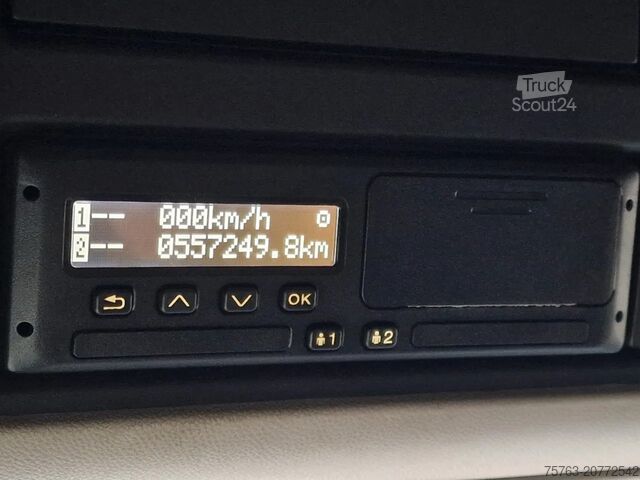 Truck
Scout24
1-- 000km/h
2-- 0557249.8km
OK
1 2
75763-20772542